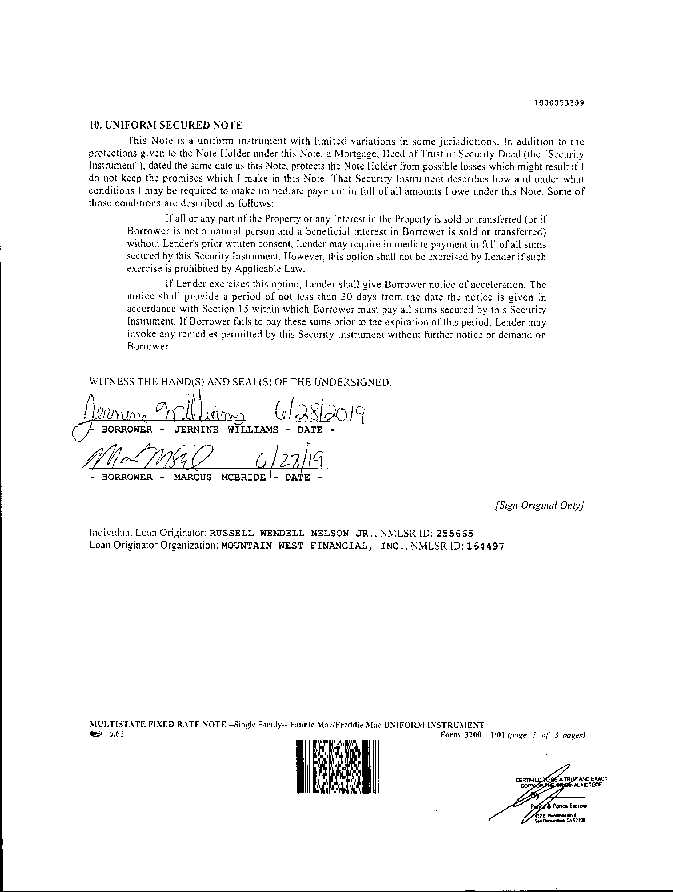 10. UNIFORM SECURED NOTE
This Note is a uniform instrument with limited variations in some jurisdictions. In addition to the
protections given to the Note Holder under this Note, a Mortgage, Deed of Trust or Security Deed (the "Security
Instrument"), dated the same date as this Note, protects the Note Holder from possible losses which might result if I
do not keep the promises which I make in this Note. That Security Instrument describes how and under what
conditions I may be required to make immediate payment in full of all amounts I owe under this Note. Some of
those conditions are described as follows:
If all or any part of the Property or any Interest in the Property is sold or transferred (or if
Borrower is not a natural person and a beneficial interest in Borrower is sold or transferred)
without Lender's prior written consent, Lender may require immediate payment in full of all sums
secured by this Security Instrument. However, this option shall not be exercised by Lender if such
exercise is prohibited by Applicable Law.
If Lender exercises this option, Lender shall give Borrower notice of acceleration. The
notice shall provide a period of not less than 30 days from the date the notice is given in
accordance with Section 15 within which Borrower must pay all sums secured by this Security
Instrument. If Borrower fails to pay these sums prior to the expiration of this period, Lender may
invoke any remedies permitted by this Security Instrument without further notice or demand on
Borrower.
WITNESS THE HAND(S) AND SEAL(S) OF THE UNDERSIGNED.
6/28/2019
- BORROWER - JERNINE WILLIAMS - DATE -
6/27/19
- BORROWER - MARCUS MCBRIDE - DATE -
[Sign Original Only]
Individual Loan Originator: RUSSELL WENDELL NELSON JR., NMLSR ID: 255655
Loan Originator Organization: MOUNTAIN WEST FINANCIAL, INC., NMLSR ID: 164497
MULTISTATE FIXED RATE NOTE --Single Family-- Fannie Mae/Freddie Mac UNIFORM INSTRUMENT
Form 3200 1/01 (page 3 of 3 pages)
CERTIFIED TO BE A TRUE AND EXACT
COPY OF THE ORIGINAL THEREOF
By
Escrow